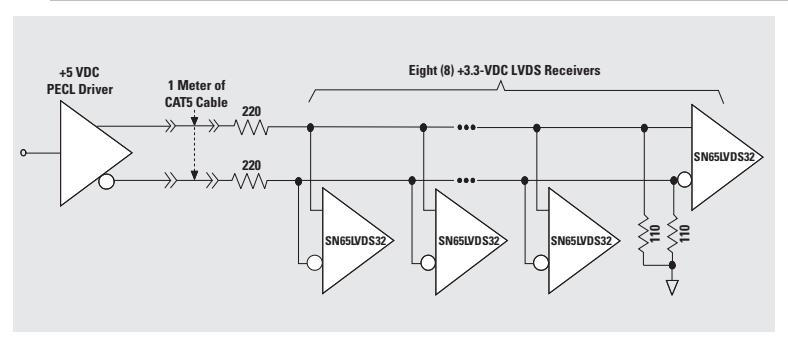 +5 VDC
PECL Driver
1 Meter of
CAT5 Cable
Eight (8) +3.3-VDC LVDS Receivers
220
220
SN65LVDS32
SN65LVDS32
SN65LVDS32
SN65LVDS32
110
110